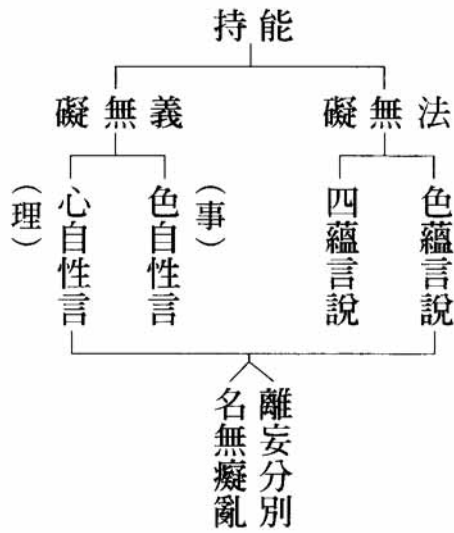 能持
法無礙
義無礙
色蘊言說
四蘊言說
（事）
色自性言
心自性言
（理）
離妄分別
名無癡亂